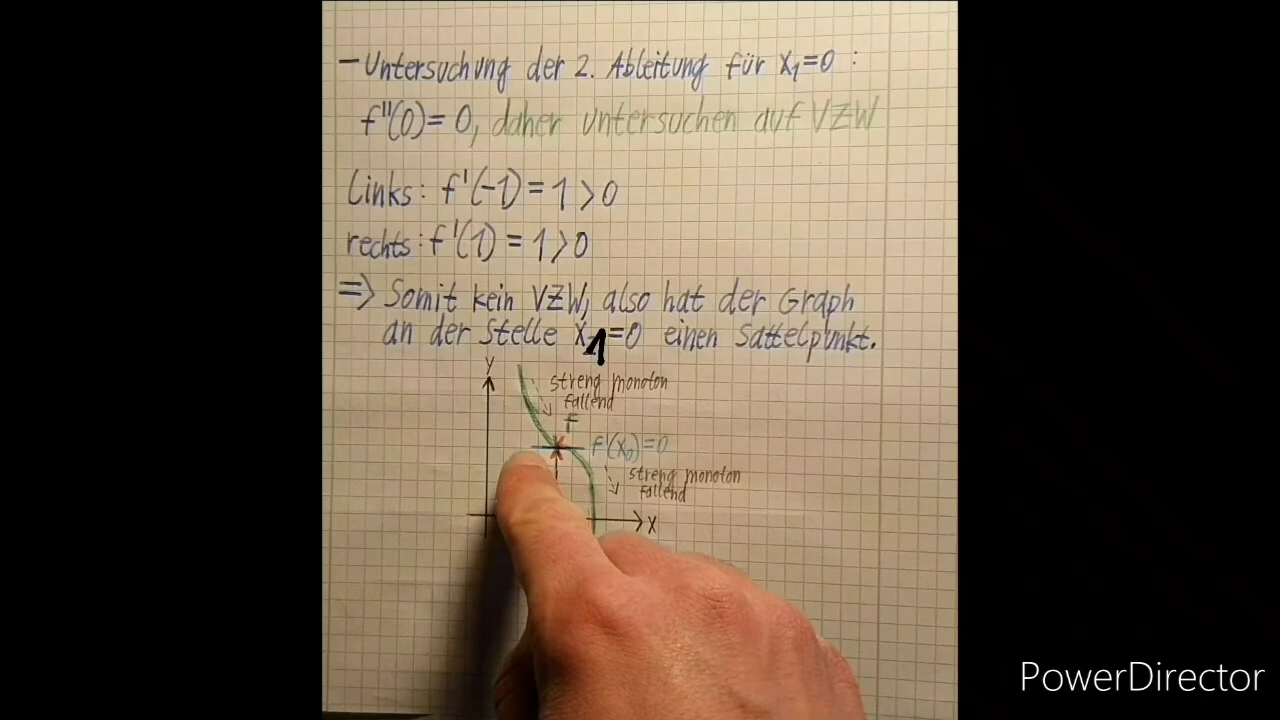 – Untersuchung der 2. Ableitung für x₁=0 :
f''(0)= 0, daher untersuchen auf VZW
links: f'(-1) = 1 > 0
rechts: f'(1) = 1 > 0
=> Somit kein VZW, also hat der Graph
an der Stelle x₁=0 einen Sattelpunkt.
y
streng monoton
fallend
f
f'(x₀)=0
streng monoton
fallend
x
PowerDirector